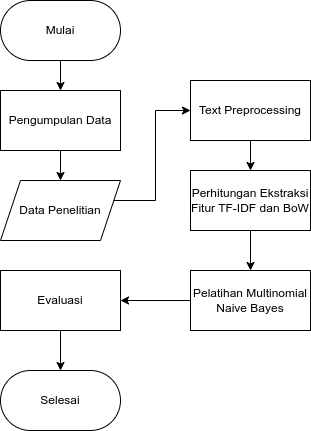 Mulai
Pengumpulan Data
Data Penelitian
Text Preprocessing
Perhitungan Ekstraksi
Fitur TF-IDF dan BoW
Pelatihan Multinomial
Naive Bayes
Evaluasi
Selesai